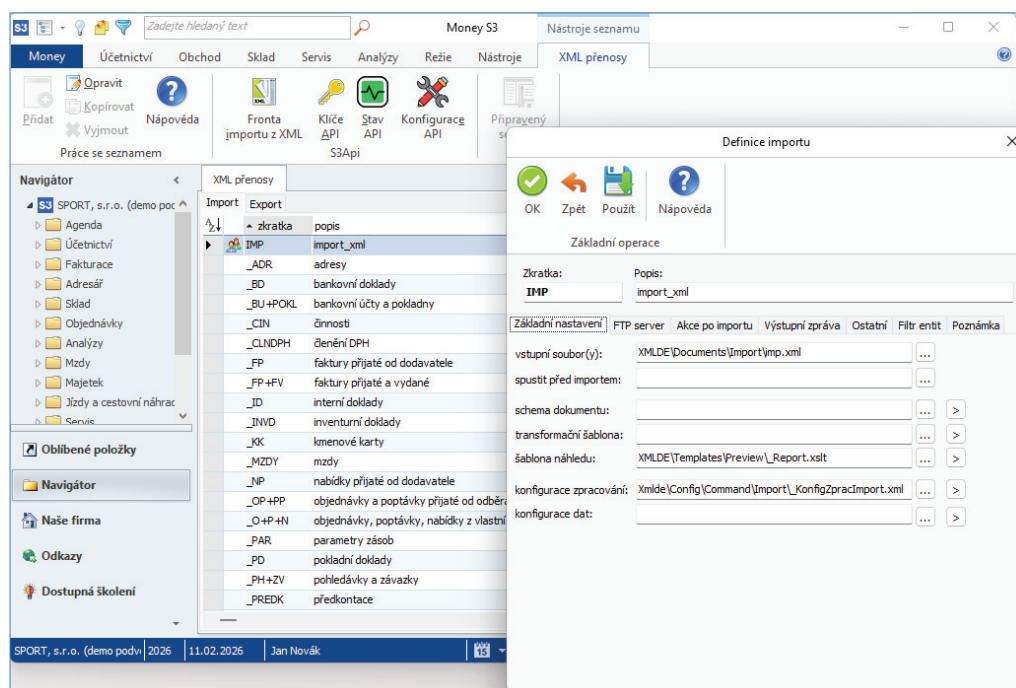 S3 Zadejte hledaný text Money S3 Nástroje seznamu
Money Účetnictví Obchod Sklad Servis Analýzy Režie Nástroje XML přenosy
Přidat
Opravit
Kopírovat
Vyjmout
Nápověda
Práce se seznamem
XML
Fronta
importu z XML
Klíče
API
Stav
API
Konfigurace
API
S3Api
Připravený
Navigátor
S3 SPORT, s.r.o. (demo poc
Agenda
Účetnictví
Fakturace
Adresář
Sklad
Objednávky
Analýzy
Mzdy
Majetek
Jízdy a cestovní náhrac
Servis
Oblíbené položky
Navigátor
Naše firma
Odkazy
Dostupná školení
XML přenosy
Import Export
zkratka popis
IMP import_xml
_ADR adresy
_BD bankovní doklady
_BU+POKL bankovní účty a pokladny
_CIN činnosti
_CLNDPH členění DPH
_FP faktury přijaté od dodavatele
_FP+FV faktury přijaté a vydané
_ID interní doklady
_INVD inventurní doklady
_KK kmenové karty
_MZDY mzdy
_NP nabídky přijaté od dodavatele
_OP+PP objednávky a poptávky přijaté od odběra
_O+P+N objednávky, poptávky, nabídky z vlastní
_PAR parametry zásob
_PD pokladní doklady
_PH+ZV pohledávky a závazky
_PREDK předkontace
SPORT, s.r.o. (demo podv 2026 11.02.2026 Jan Novák 15
Definice importu
OK Zpět Použít Nápověda
Základní operace
Zkratka: Popis:
IMP import_xml
Základní nastavení FTP server Akce po importu Výstupní zpráva Ostatní Filtr entit Poznámka
vstupní soubor(y): XMLDE\Documents\Import\imp.xml ...
spustit před importem: ...
schema dokumentu: ... >
transformační šablona: ... >
šablona náhledu: XMLDE\Templates\Preview\_Report.xslt ... >
konfigurace zpracování: Xmlde\Config\Command\Import\_KonfigZpracImport.xml ... >
konfigurace dat: ... >